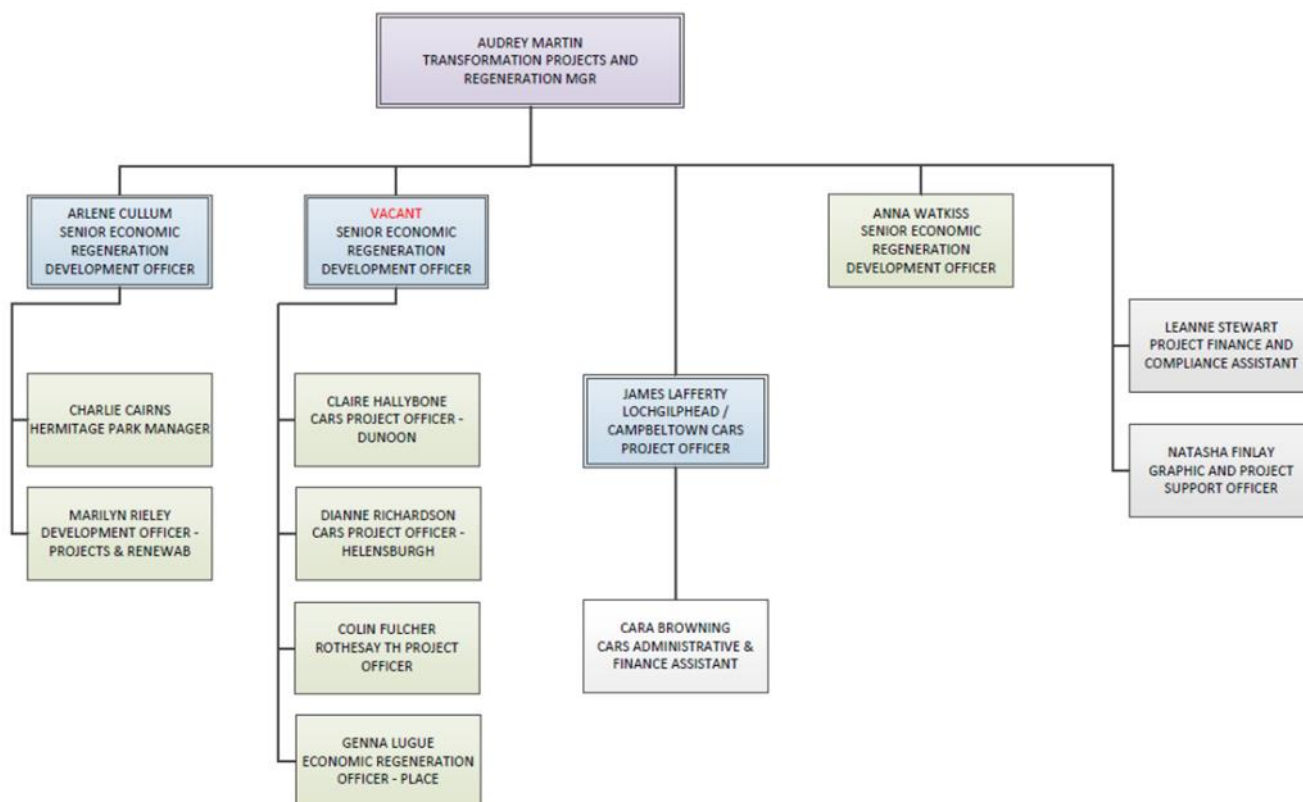 AUDREY MARTIN
TRANSFORMATION PROJECTS AND
REGENERATION MGR
ARLENE CULLUM
SENIOR ECONOMIC
REGENERATION
DEVELOPMENT OFFICER
VACANT
SENIOR ECONOMIC
REGENERATION
DEVELOPMENT OFFICER
ANNA WATKISS
SENIOR ECONOMIC
REGENERATION
DEVELOPMENT OFFICER
LEANNE STEWART
PROJECT FINANCE AND
COMPLIANCE ASSISTANT
CHARLIE CAIRNS
HERMITAGE PARK MANAGER
CLAIRE HALLYBONE
CARS PROJECT OFFICER -
DUNOON
JAMES LAFFERTY
LOCHGILPHEAD /
CAMPBELTOWN CARS
PROJECT OFFICER
NATASHA FINLAY
GRAPHIC AND PROJECT
SUPPORT OFFICER
MARILYN RIELEY
DEVELOPMENT OFFICER -
PROJECTS & RENEWAB
DIANNE RICHARDSON
CARS PROJECT OFFICER -
HELENSBURGH
COLIN FULCHER
ROTHESAY TH PROJECT
OFFICER
CARA BROWNING
CARS ADMINISTRATIVE &
FINANCE ASSISTANT
GENNA LUGUE
ECONOMIC REGENERATION
OFFICER - PLACE